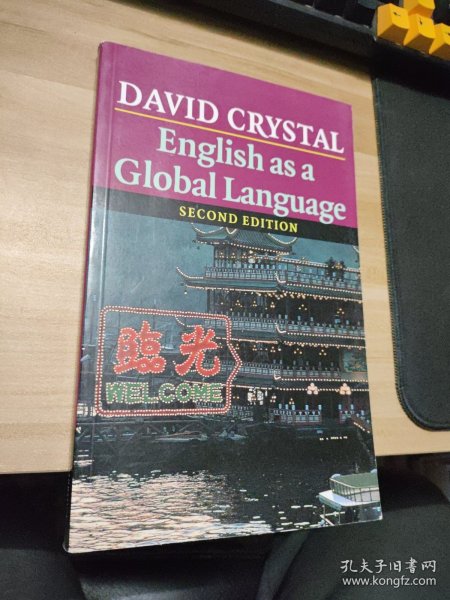 DAVID CRYSTAL
English as a
Global Language
SECOND EDITION
臨光
WELCOME
孔夫子旧书网
www.kongfz.com